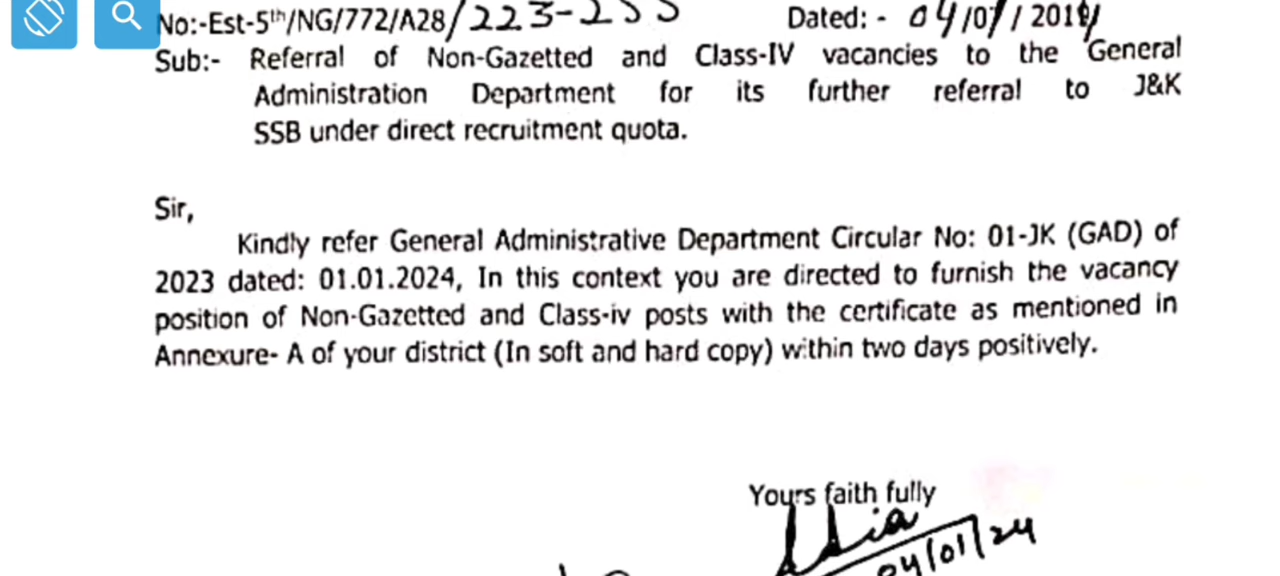 No:-Est-5th/NG/772/A28/223-255 Dated: - 04/01/2019/
Sub:- Referral of Non-Gazetted and Class-IV vacancies to the General
Administration Department for its further referral to J&K
SSB under direct recruitment quota.
Sir,
Kindly refer General Administrative Department Circular No: 01-JK (GAD) of
2023 dated: 01.01.2024, In this context you are directed to furnish the vacancy
position of Non-Gazetted and Class-iv posts with the certificate as mentioned in
Annexure- A of your district (In soft and hard copy) within two days positively.
Yours faith fully
04/01/24